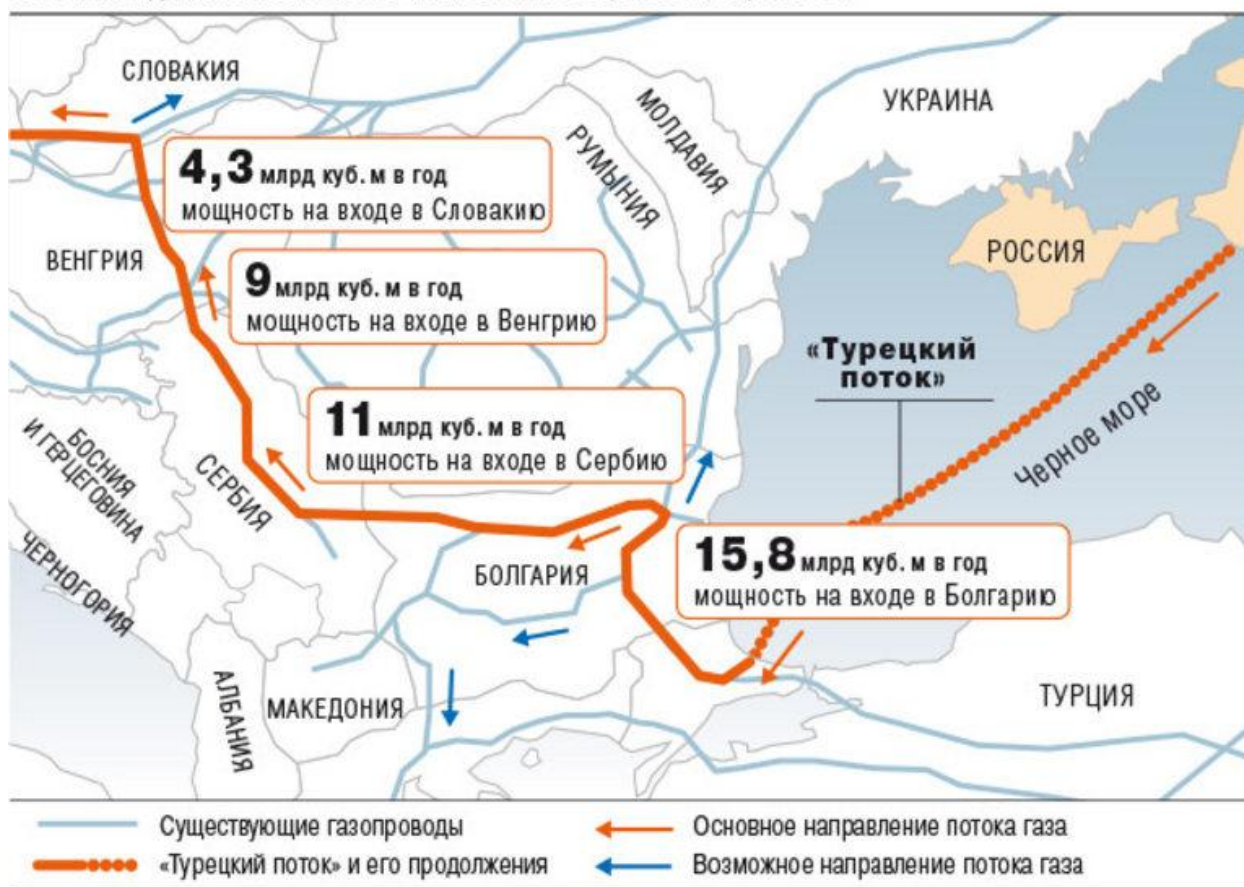 СЛОВАКИЯ
УКРАИНА
МОЛДАВИЯ
РУМЫНИЯ
4,3 млрд куб. м в год
мощность на входе в Словакию
ВЕНГРИЯ
РОССИЯ
9 млрд куб. м в год
мощность на входе в Венгрию
«Турецкий
поток»
Черное море
11 млрд куб. м в год
мощность на входе в Сербию
БОСНИЯ
И ГЕРЦЕГОВИНА
СЕРБИЯ
ЧЕРНОГОРИЯ
БОЛГАРИЯ
15,8 млрд куб. м в год
мощность на входе в Болгарию
АЛБАНИЯ
МАКЕДОНИЯ
ТУРЦИЯ
Существующие газопроводы
Основное направление потока газа
«Турецкий поток» и его продолжения
Возможное направление потока газа